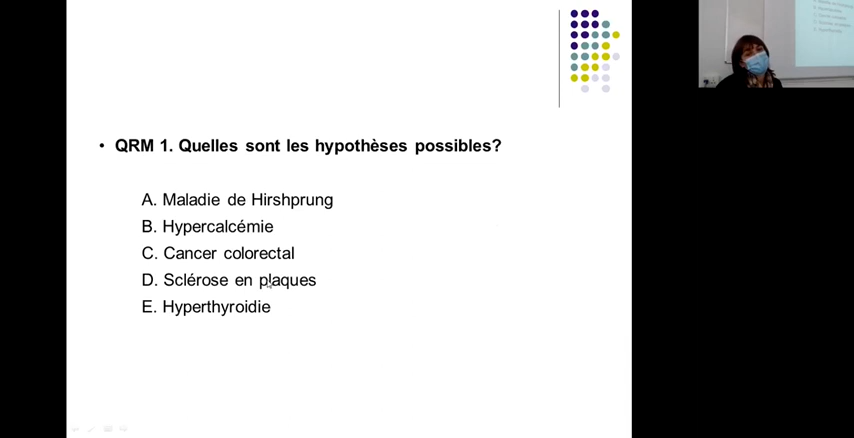 • QRM 1. Quelles sont les hypothèses possibles?
A. Maladie de Hirshprung
B. Hypercalcémie
C. Cancer colorectal
D. Sclérose en plaques
E. Hyperthyroidie